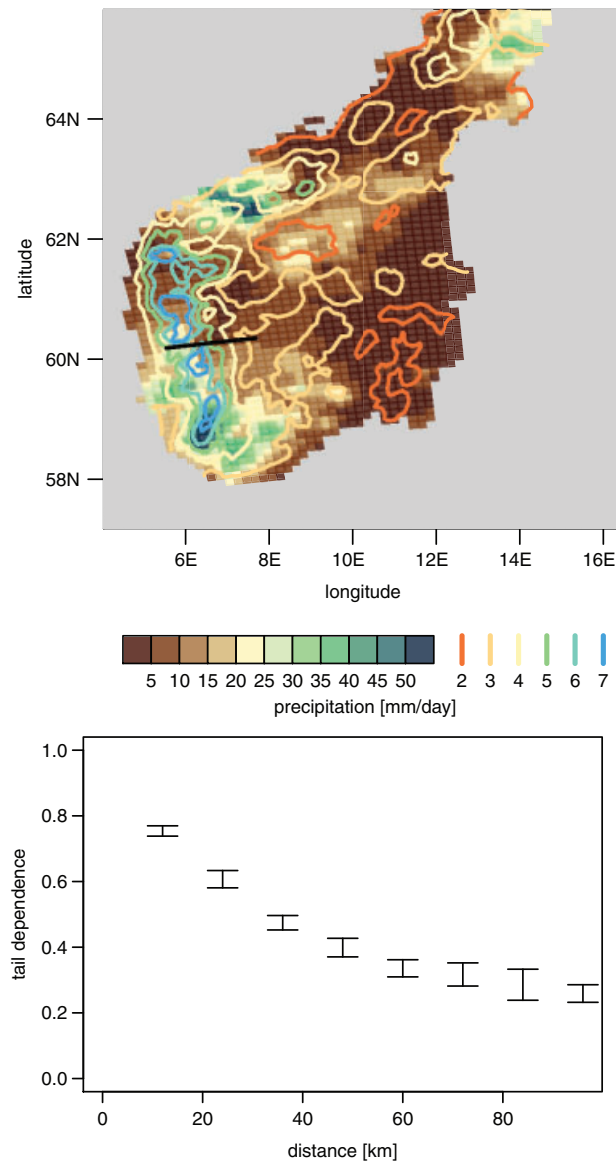 64N
62N
60N
58N
latitude
6E 8E 10E 12E 14E 16E
longitude
5 10 15 20 25 30 35 40 45 50 2 3 4 5 6 7
precipitation [mm/day]
1.0
0.8
0.6
0.4
0.2
0.0
tail dependence
0 20 40 60 80
distance [km]